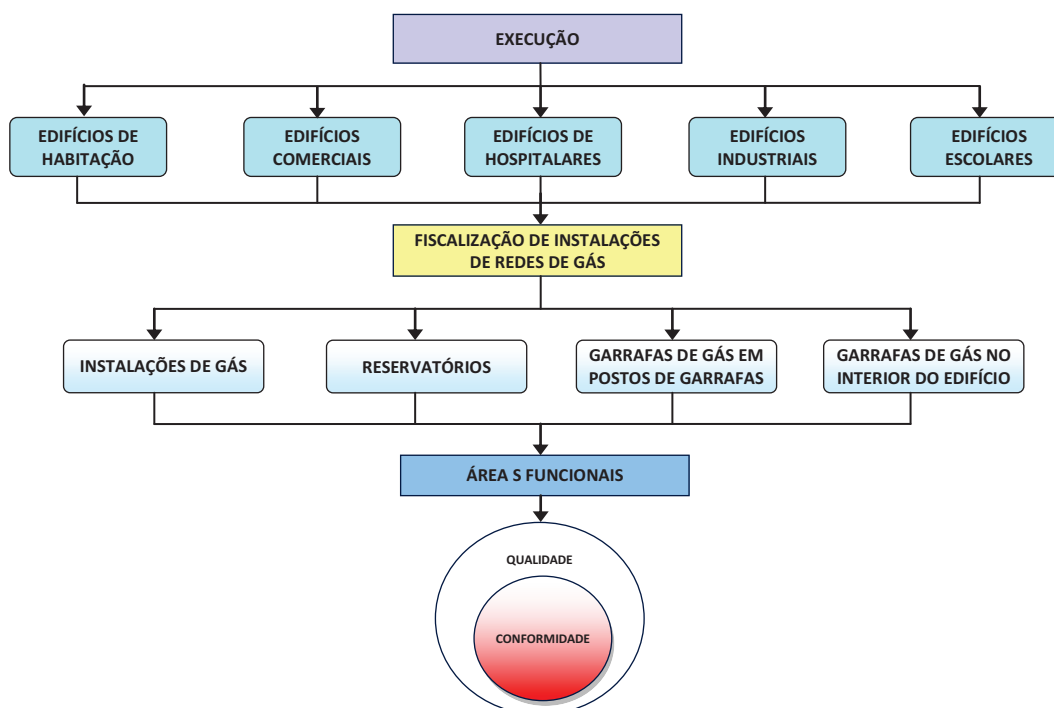 EXECUÇÃO
EDIFÍCIOS DE
HABITAÇÃO
EDIFÍCIOS
COMERCIAIS
EDIFÍCIOS DE
HOSPITALARES
EDIFÍCIOS
INDUSTRIAIS
EDIFÍCIOS
ESCOLARES
FISCALIZAÇÃO DE INSTALAÇÕES
DE REDES DE GÁS
INSTALAÇÕES DE GÁS
RESERVATÓRIOS
GARRAFAS DE GÁS EM
POSTOS DE GARRAFAS
GARRAFAS DE GÁS NO
INTERIOR DO EDIFÍCIO
ÁREA S FUNCIONAIS
QUALIDADE
CONFORMIDADE